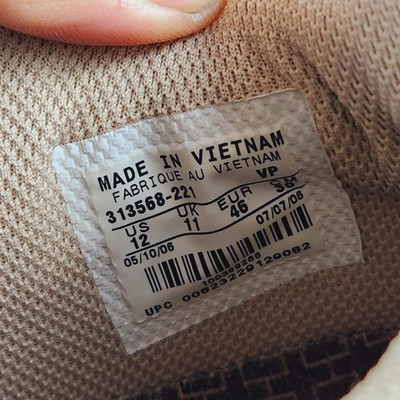 MADE IN VIETNAM
FABRIQUE AU VIETNAM
313568-221 VP
US UK EUR
12 11 46
05/10/06 07/07/06
UPC 00823229129082